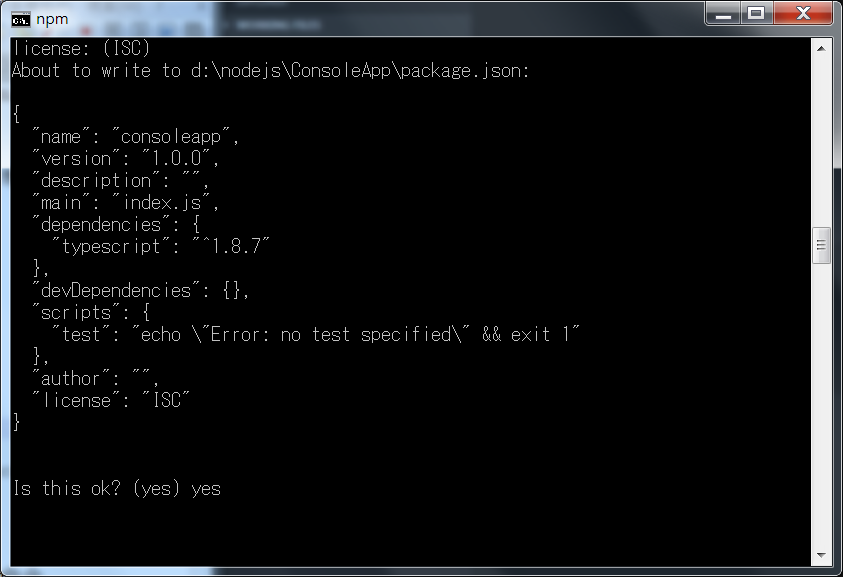 npm
license: (ISC)
About to write to d:\nodejs\ConsoleApp\package.json:
{
"name": "consoleapp",
"version": "1.0.0",
"description": "",
"main": "index.js",
"dependencies": {
"typescript": "^1.8.7"
},
"devDependencies": {},
"scripts": {
"test": "echo \"Error: no test specified\" && exit 1"
},
"author": "",
"license": "ISC"
}
Is this ok? (yes) yes